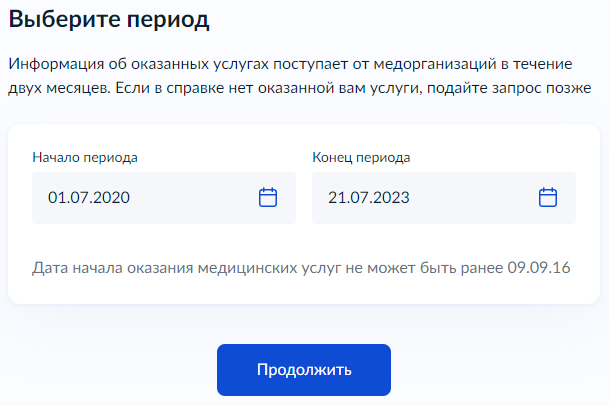 Выберите период
Информация об оказанных услугах поступает от медорганизаций в течение
двух месяцев. Если в справке нет оказанной вам услуги, подайте запрос позже
Начало периода
Конец периода
01.07.2020
21.07.2023
Дата начала оказания медицинских услуг не может быть ранее 09.09.16
Продолжить